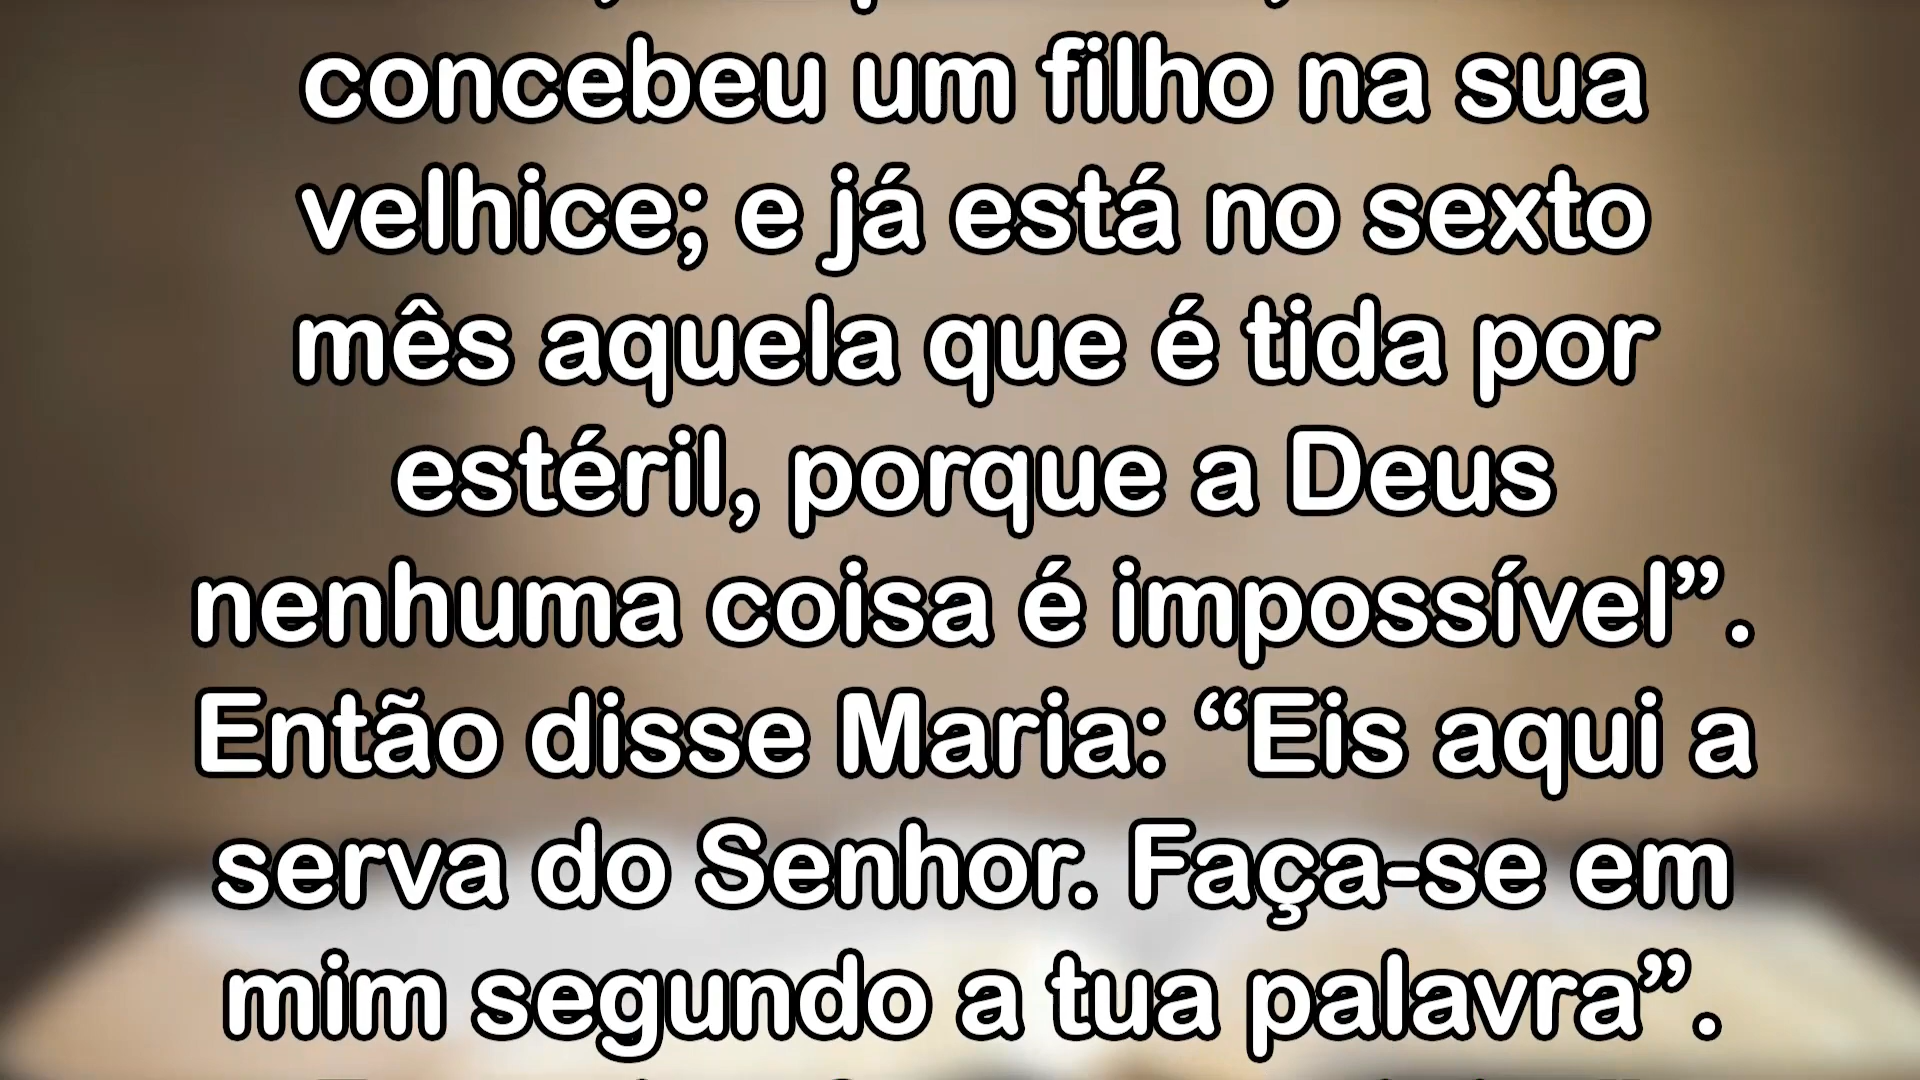 concebeu um filho na sua
velhice; e já está no sexto
mês aquela que é tida por
estéril, porque a Deus
nenhuma coisa é impossível”.
Então disse Maria: “Eis aqui a
serva do Senhor. Faça-se em
mim segundo a tua palavra”.